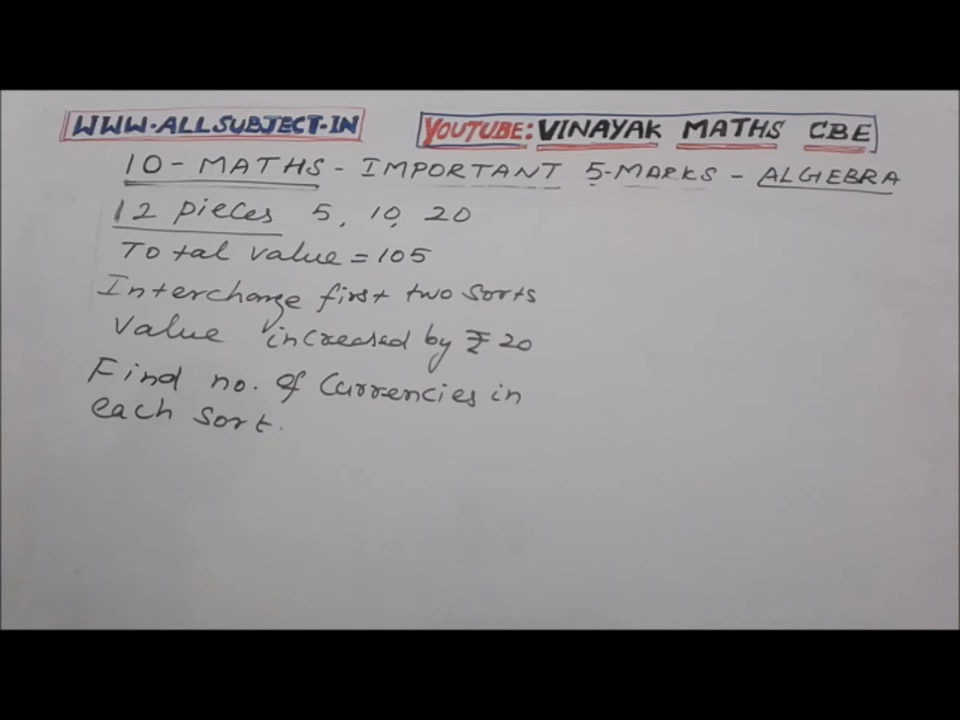 WWW.ALLSUBJECT.IN
YOUTUBE: VINAYAK MATHS CBE
10-MATHS - IMPORTANT 5-MARKS - ALGEBRA
12 pieces 5, 10, 20
Total value = 105
Interchange first two sorts
Value increased by ₹ 20
Find no. of Currencies in
each sort.